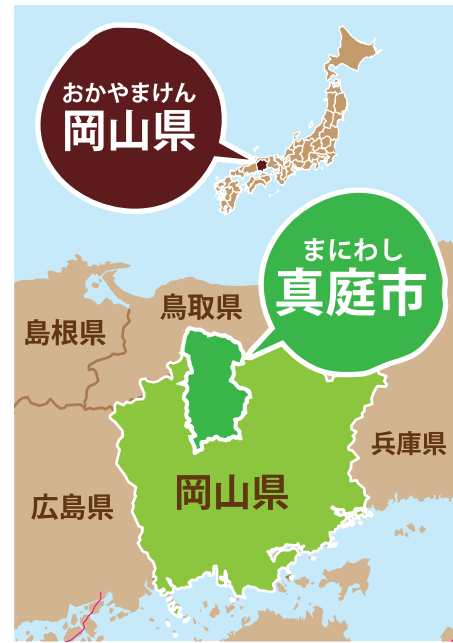 おかやまけん
岡山県
まにわし
真庭市
鳥取県
島根県
兵庫県
岡山県
広島県